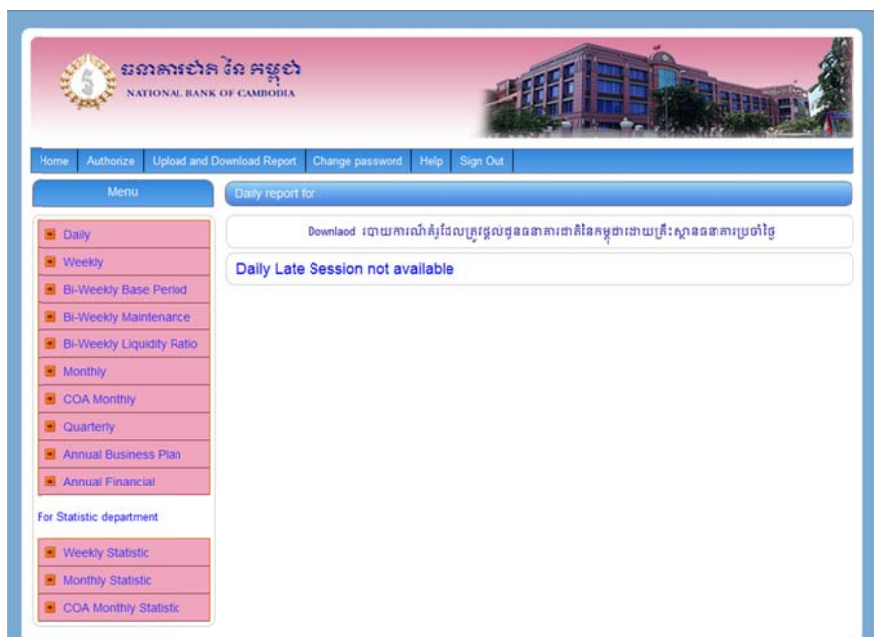 ធនាគារជាតិ នៃ កម្ពុជា
NATIONAL BANK OF CAMBODIA
Home Authorize Upload and Download Report Change password Help Sign Out
Menu
Daily report for
Downlaod របាយការណ៍គំរូដែលត្រូវផ្តល់ជូនធនាគារជាតិនៃកម្ពុជាដោយគ្រឹះស្ថានធនាគារប្រចាំថ្ងៃ
Daily Late Session not available
Daily
Weekly
Bi-Weekly Base Period
Bi-Weekly Maintenance
Bi-Weekly Liquidity Ratio
Monthly
COA Monthly
Quarterly
Annual Business Plan
Annual Financial
For Statistic department
Weekly Statistic
Monthly Statistic
COA Monthly Statistic